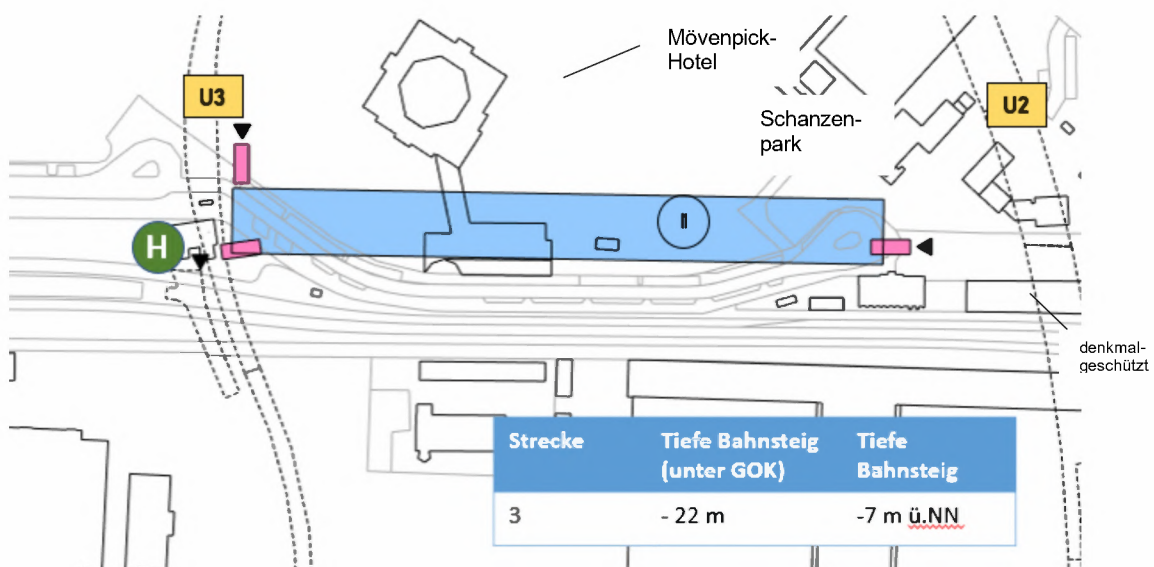 Mövenpick-
Hotel
U3
U2
Schanzen-
park
II
H
denkmal-
geschützt
Strecke Tiefe Bahnsteig Tiefe
(unter GOK) Bahnsteig
3 - 22 m -7 m ü.NN